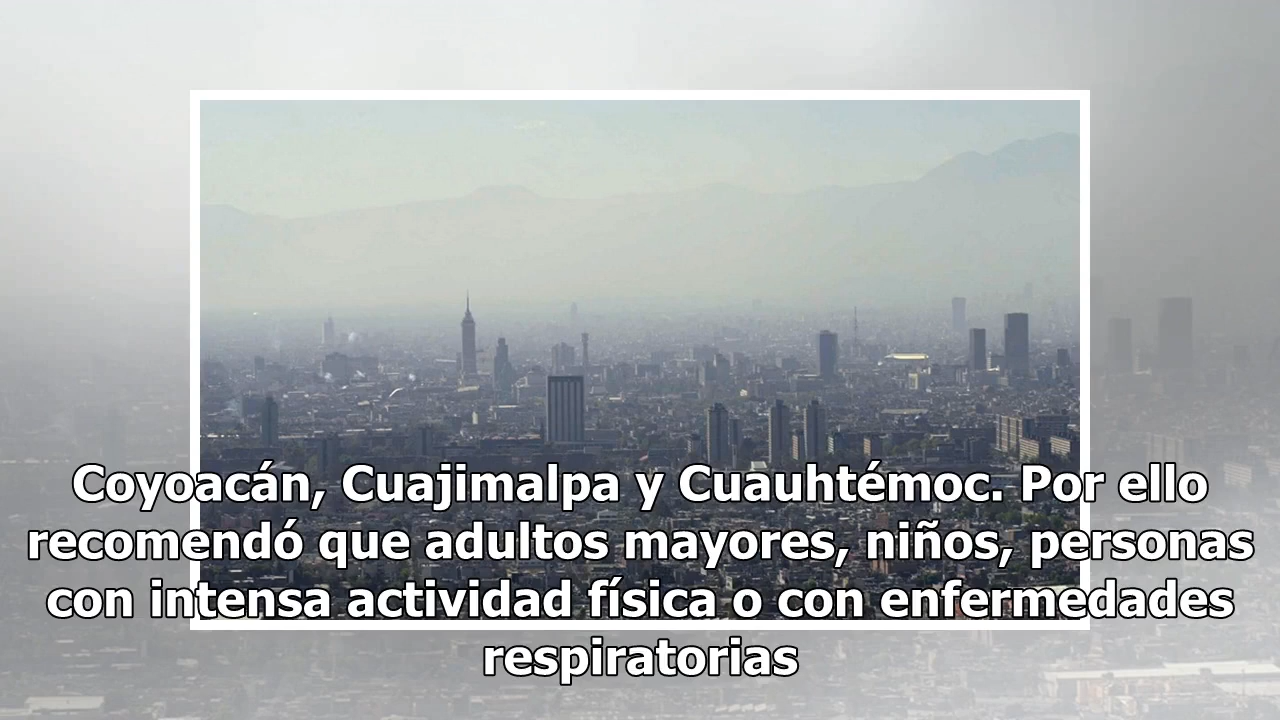 Coyoacán, Cuajimalpa y Cuauhtémoc. Por ello
recomendó que adultos mayores, niños, personas
con intensa actividad física o con enfermedades
respiratorias